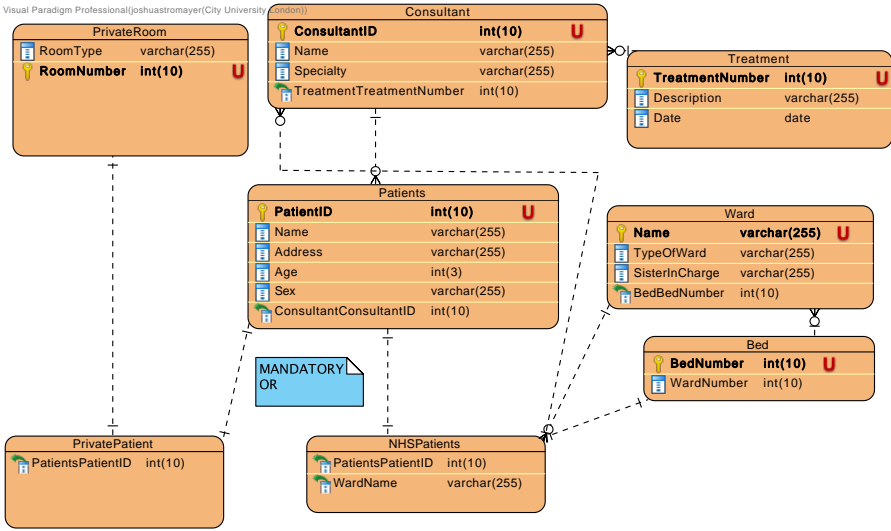 Visual Paradigm Professional(joshuastromayer(City University London))
PrivateRoom
RoomType varchar(255)
RoomNumber int(10) U
Consultant
ConsultantID int(10) U
Name varchar(255)
Specialty varchar(255)
TreatmentTreatmentNumber int(10)
Treatment
TreatmentNumber int(10) U
Description varchar(255)
Date date
Patients
PatientID int(10) U
Name varchar(255)
Address varchar(255)
Age int(3)
Sex varchar(255)
ConsultantConsultantID int(10)
Ward
Name varchar(255) U
TypeOfWard varchar(255)
SisterInCharge varchar(255)
BedBedNumber int(10)
Bed
BedNumber int(10) U
WardNumber int(10)
MANDATORY
OR
PrivatePatient
PatientsPatientID int(10)
NHSPatients
PatientsPatientID int(10)
WardName varchar(255)